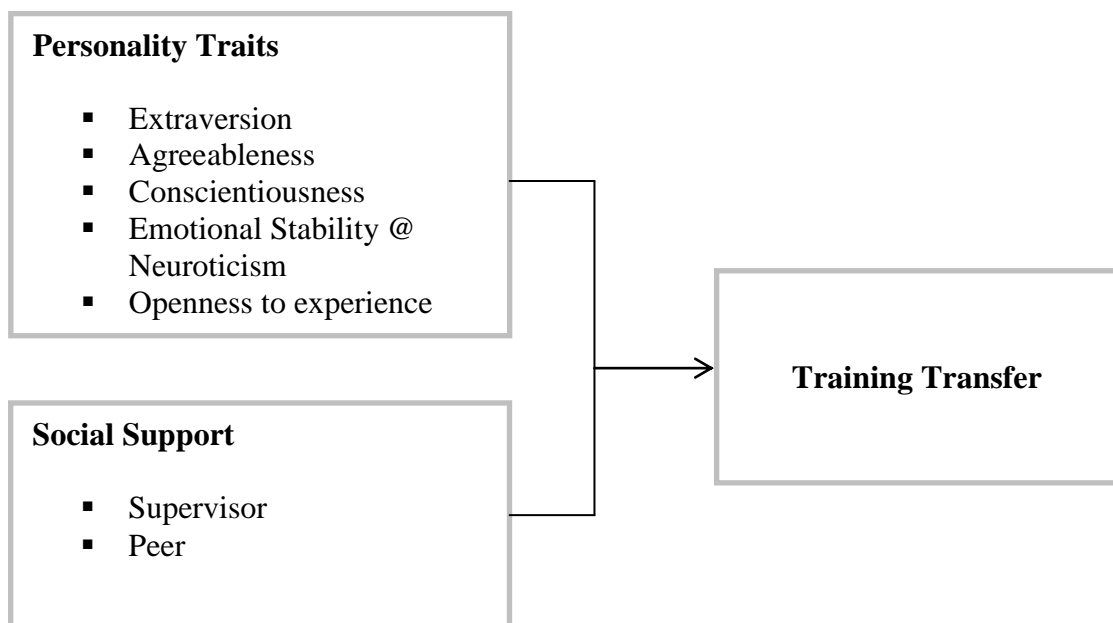 Personality Traits
▪ Extraversion
▪ Agreeableness
▪ Conscientiousness
▪ Emotional Stability @
Neuroticism
▪ Openness to experience
Training Transfer
Social Support
▪ Supervisor
▪ Peer